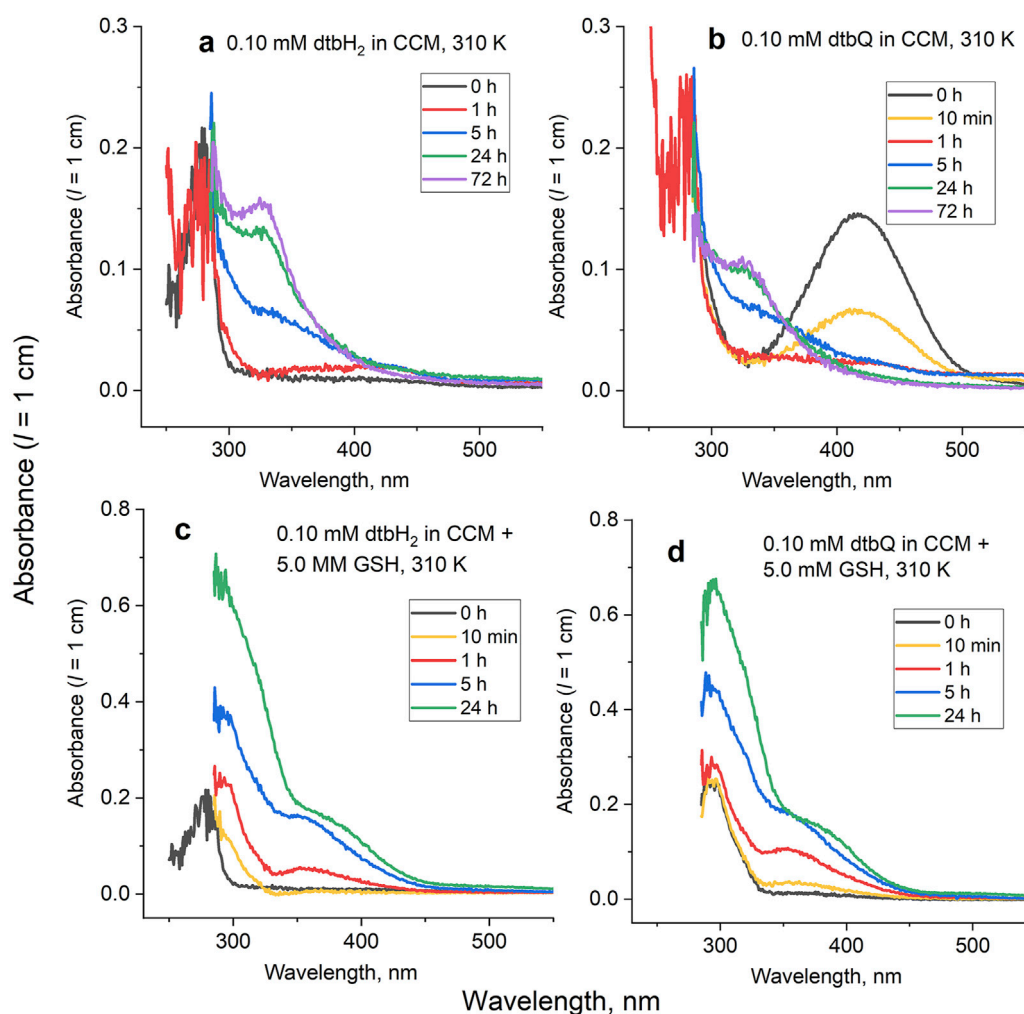 a 0.10 mM dtbH₂ in CCM, 310 K
0.3
0.2
0.1
0.0
Absorbance (l = 1 cm)
0 h
1 h
5 h
24 h
72 h
300 400 500
Wavelength, nm
b 0.10 mM dtbQ in CCM, 310 K
0.3
0.2
0.1
0.0
Absorbance (l = 1 cm)
0 h
10 min
1 h
5 h
24 h
72 h
300 400 500
Wavelength, nm
Absorbance (l = 1 cm)
c 0.10 mM dtbH₂ in CCM +
5.0 MM GSH, 310 K
0.8
0.6
0.4
0.2
0.0
Absorbance (l = 1 cm)
0 h
10 min
1 h
5 h
24 h
300 400 500
Wavelength, nm
d 0.10 mM dtbQ in CCM +
5.0 mM GSH, 310 K
0.8
0.6
0.4
0.2
0.0
Absorbance (l = 1 cm)
0 h
10 min
1 h
5 h
24 h
300 400 500
Wavelength, nm
Wavelength, nm